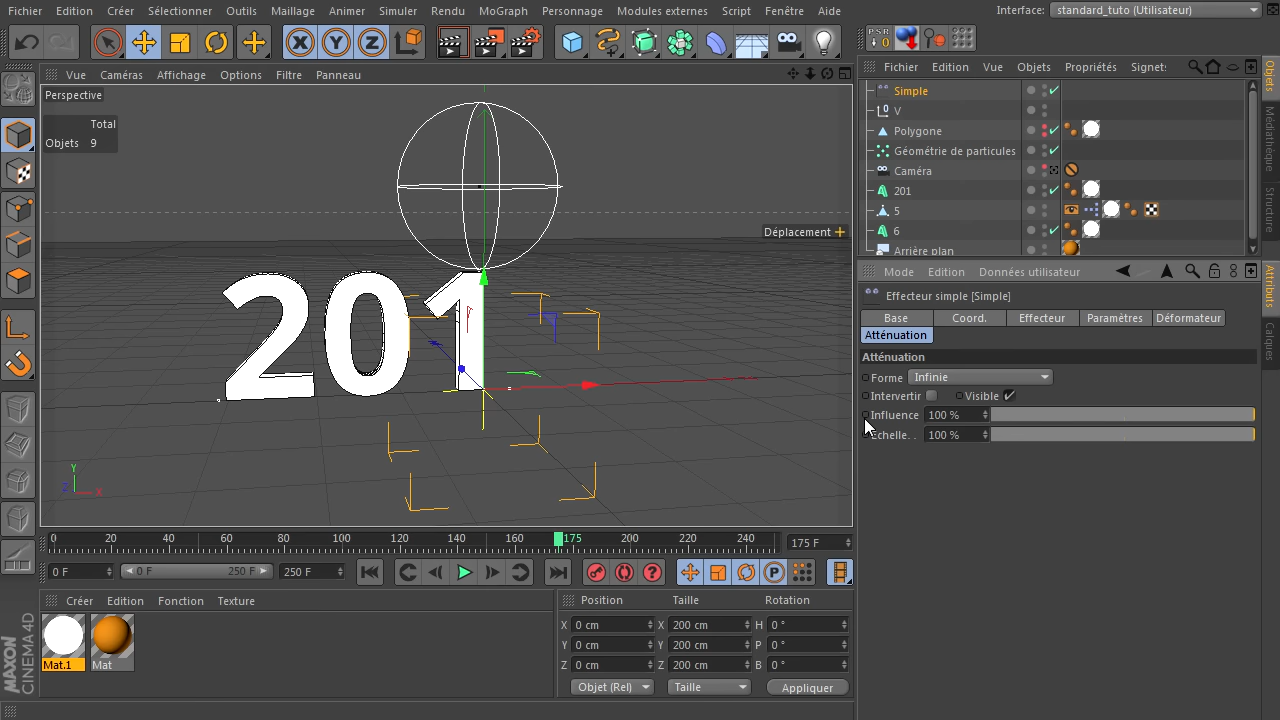 Fichier Edition Créer Sélectionner Outils Maillage Animer Simuler Rendu MoGraph Personnage Modules externes Script Fenêtre Aide Interface: standard_tuto (Utilisateur)
PSR
0
X Y Z
Vue Caméras Affichage Options Filtre Panneau
Fichier Edition Vue Objets Propriétés Signets
Perspective
Total
Objets 9
Déplacement
201
Y
Z X
Simple
V
Polygone
Géométrie de particules
Caméra
201
5
6
Arrière plan
Objets
Médiathèque
Structure
Attributs
Calques
Mode Edition Données utilisateur
Effecteur simple [Simple]
Base Coord. Effecteur Paramètres Déformateur
Atténuation
Atténuation
Forme Infinie
Intervertir Visible
Influence 100 %
Echelle. . 100 %
0 20 40 60 80 100 120 140 160 175 200 220 240 175 F
0 F 0 F 250 F 250 F
P
Créer Edition Fonction Texture
Mat.1 Mat
Position Taille Rotation
X 0 cm X 200 cm H 0 °
Y 0 cm Y 200 cm P 0 °
Z 0 cm Z 200 cm B 0 °
Objet (Rel) Taille Appliquer
MAXON
CINEMA 4D